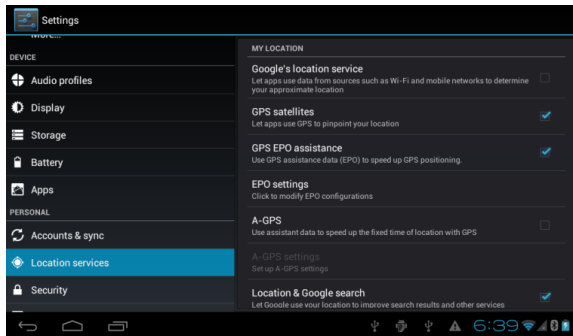 Settings
More...
DEVICE
Audio profiles
Display
Storage
Battery
Apps
PERSONAL
Accounts & sync
Location services
Security
MY LOCATION
Google's location service
Let apps use data from sources such as Wi-Fi and mobile networks to determine
your approximate location
GPS satellites
Let apps use GPS to pinpoint your location
GPS EPO assistance
Use GPS assistance data (EPO) to speed up GPS positioning.
EPO settings
Click to modify EPO configurations
A-GPS
Use assistant data to speed up the fixed time of location with GPS
A-GPS settings
Set up A-GPS settings
Location & Google search
Let Google use your location to improve search results and other services
6:39